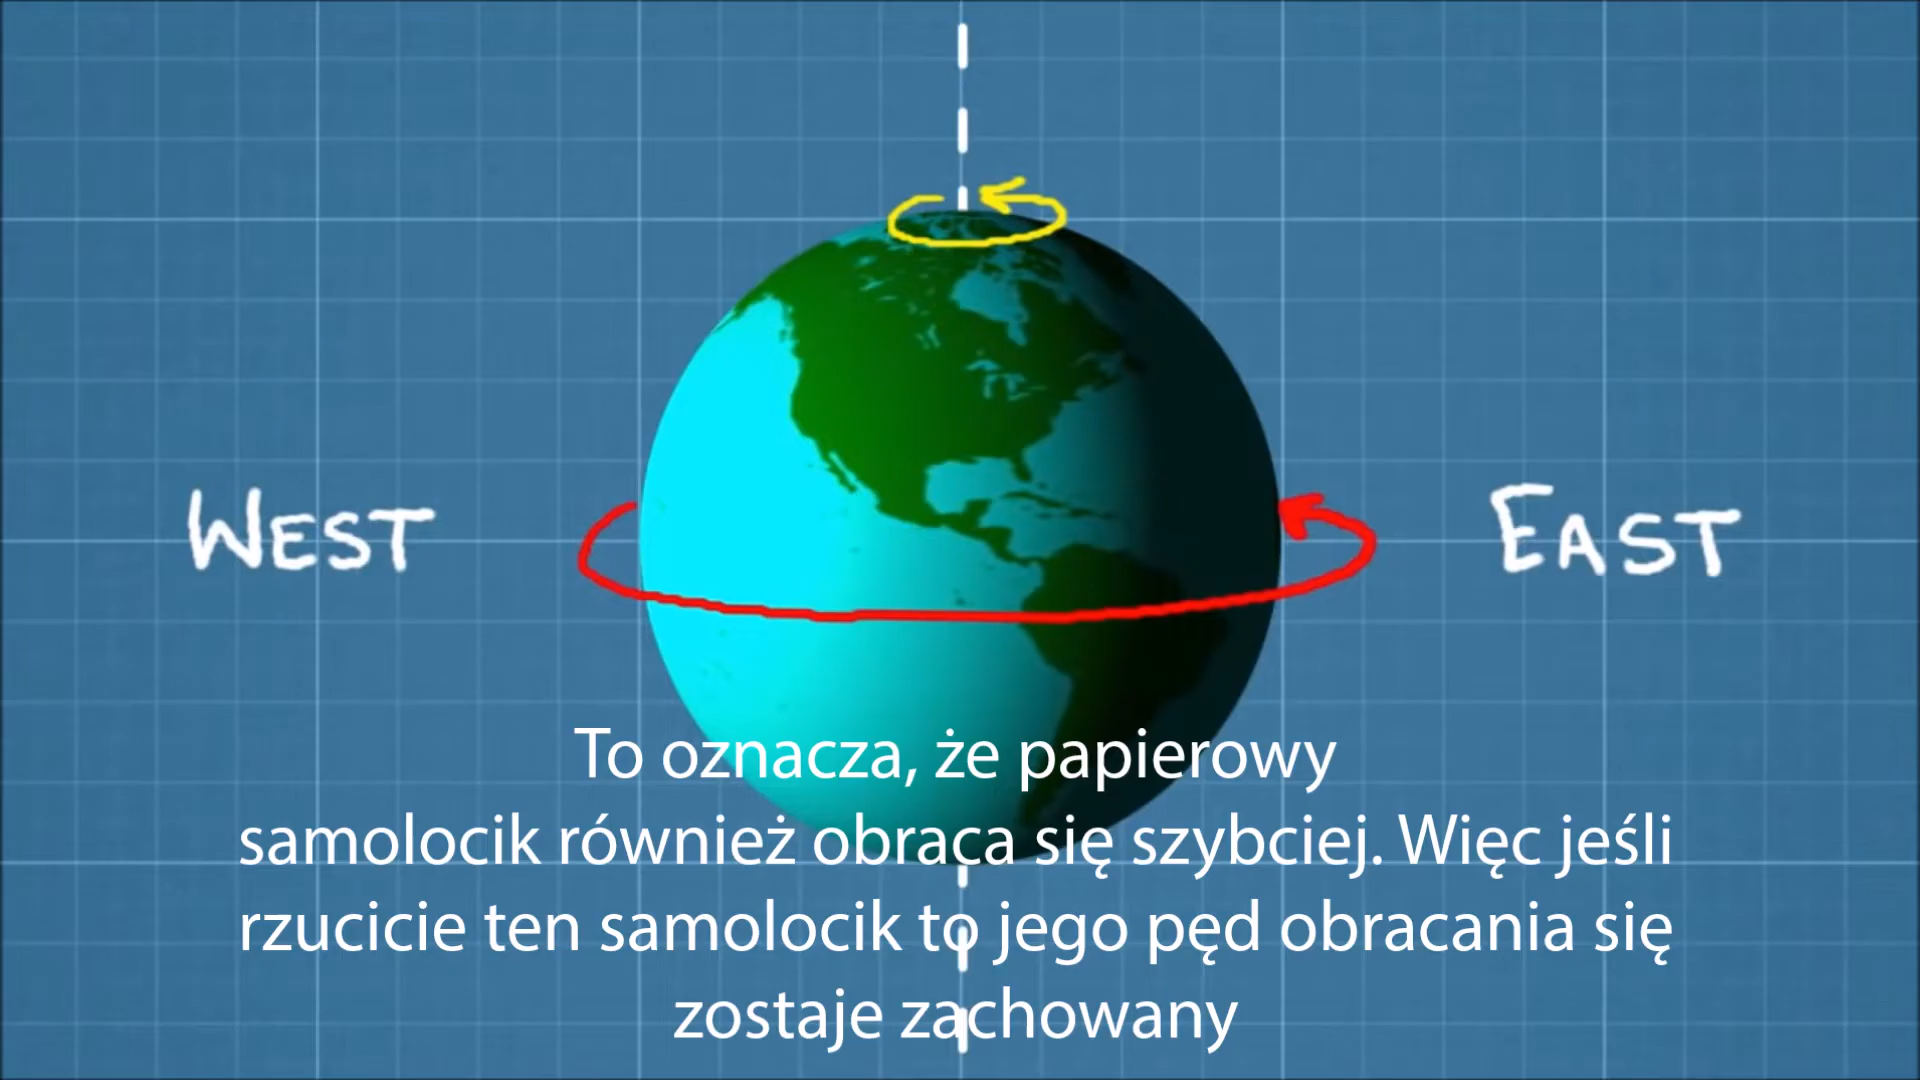 WEST
EAST
To oznacza, że papierowy
samolocik również obraca się szybciej. Więc jeśli
rzucicie ten samolocik to jego pęd obracania się
zostaje zachowany